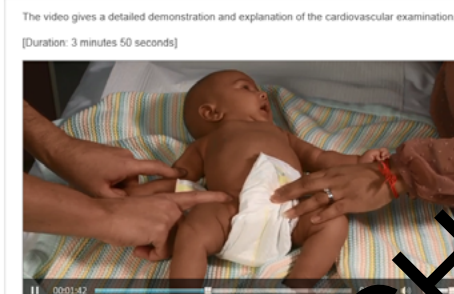 The video gives a detailed demonstration and explanation of the cardiovascular examination
[Duration: 3 minutes 50 seconds]
00:01:42